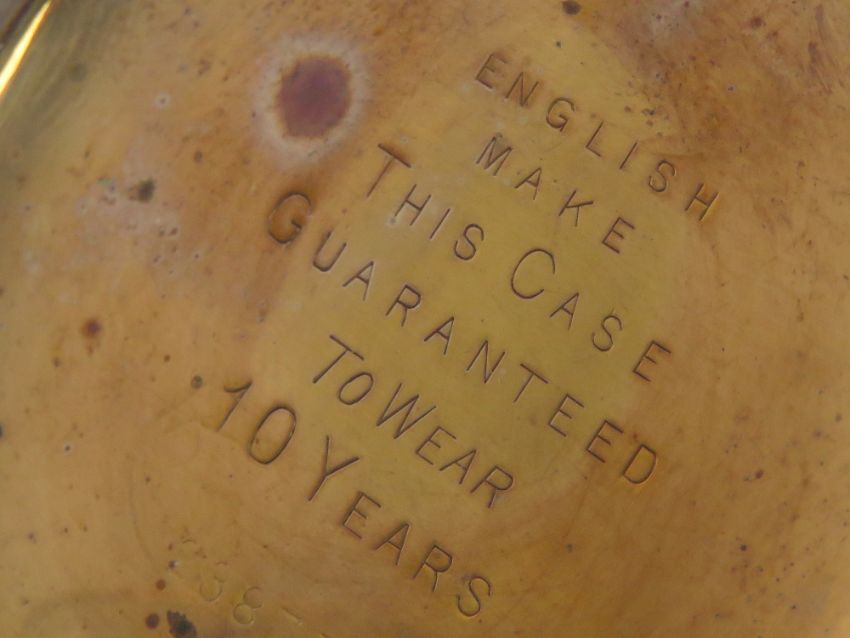 ENGLISH
MAKE
THIS CASE
GUARANTEED
TO WEAR
10 YEARS